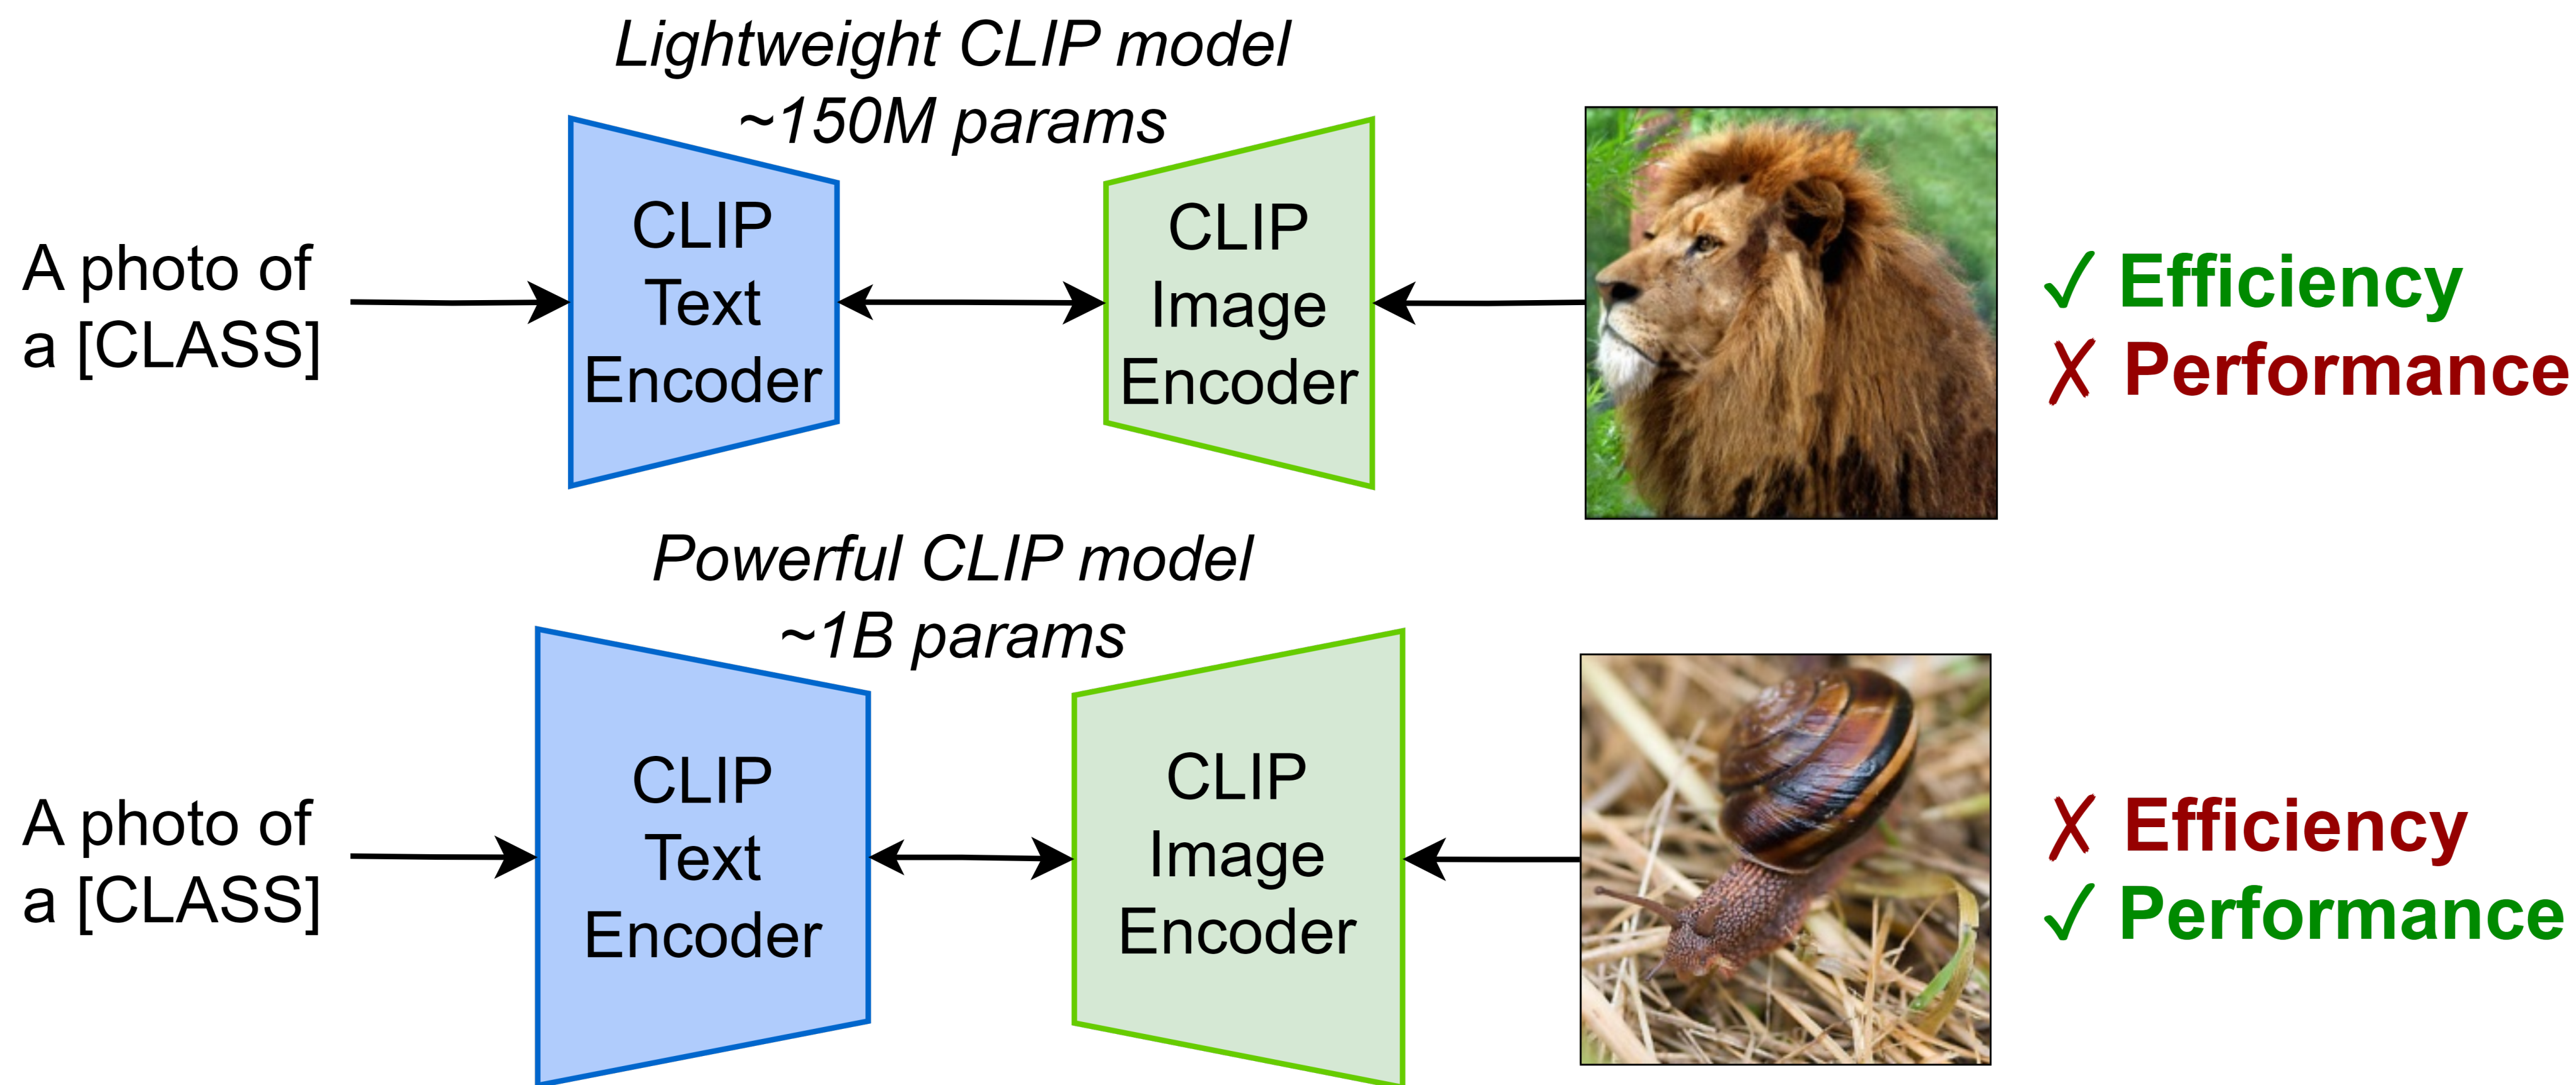 Lightweight CLIP model
~150M params
A photo of
a [CLASS]
CLIP
Text
Encoder
CLIP
Image
Encoder
✓ Efficiency
✗ Performance
Powerful CLIP model
~1B params
A photo of
a [CLASS]
CLIP
Text
Encoder
CLIP
Image
Encoder
✗ Efficiency
✓ Performance